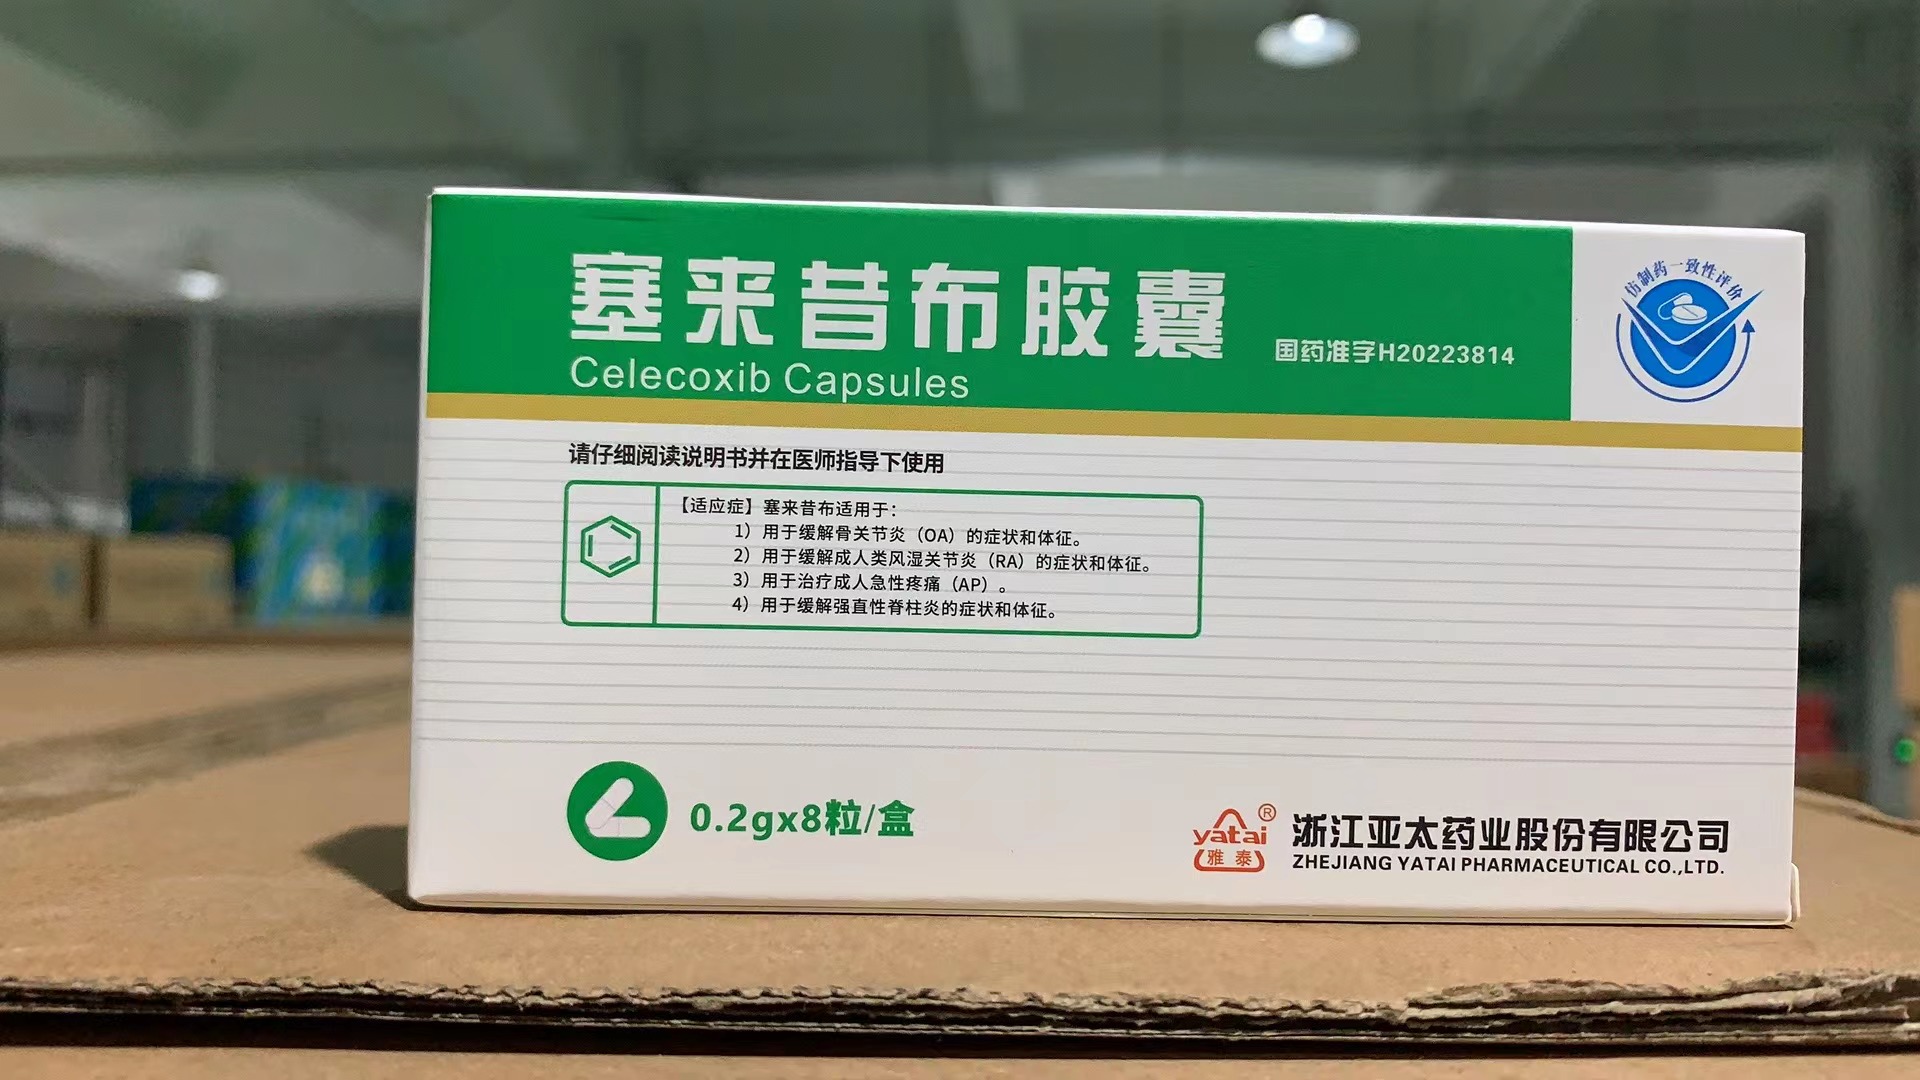 塞来昔布胶囊
Celecoxib Capsules
国药准字H20223814
仿制药一致性评价
请仔细阅读说明书并在医师指导下使用
【适应症】塞来昔布适用于：
1）用于缓解骨关节炎（OA）的症状和体征。
2）用于缓解成人类风湿关节炎（RA）的症状和体征。
3）用于治疗成人急性疼痛（AP）。
4）用于缓解强直性脊柱炎的症状和体征。
0.2gx8粒/盒
yatai®
雅泰
浙江亚太药业股份有限公司
ZHEJIANG YATAI PHARMACEUTICAL CO.,LTD.